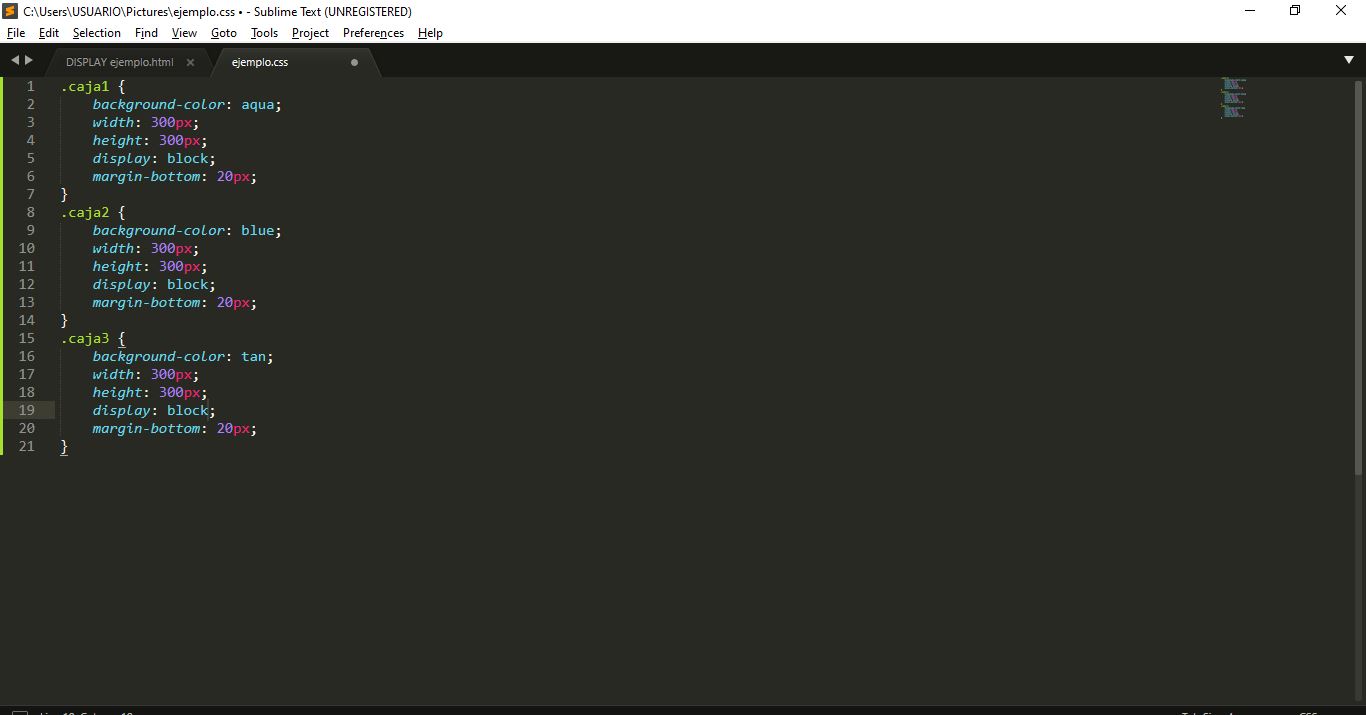 C:\Users\USUARIO\Pictures\ejemplo.css • - Sublime Text (UNREGISTERED)
File Edit Selection Find View Goto Tools Project Preferences Help
DISPLAY ejemplo.html ejemplo.css
1 .caja1 {
2 background-color: aqua;
3 width: 300px;
4 height: 300px;
5 display: block;
6 margin-bottom: 20px;
7 }
8 .caja2 {
9 background-color: blue;
10 width: 300px;
11 height: 300px;
12 display: block;
13 margin-bottom: 20px;
14 }
15 .caja3 {
16 background-color: tan;
17 width: 300px;
18 height: 300px;
19 display: block;
20 margin-bottom: 20px;
21 }